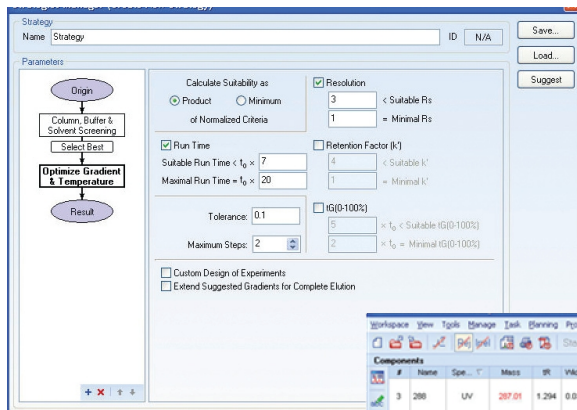 Strategy
Name Strategy ID N/A
Save...
Load...
Suggest
Parameters
Origin
Column, Buffer &
Solvent Screening
Select Best
Optimize Gradient
& Temperature
Result
Calculate Suitability as
Product Minimum
of Normalized Criteria
Resolution
3 < Suitable Rs
1 = Minimal Rs
Run Time
Suitable Run Time < t0 × 7
Maximal Run Time = t0 × 20
Retention Factor (k')
4 < Suitable k'
1 = Minimal k'
Tolerance: 0.1
Maximum Steps: 2
tG(0-100%)
5 × t0 < Suitable tG(0-100%)
2 × t0 = Minimal tG(0-100%)
Custom Design of Experiments
Extend Suggested Gradients for Complete Elution
Workspace View Tools Manage Task Planning
Components
# Name Spe... Mass tR
3 288 UV 287.01 1.294